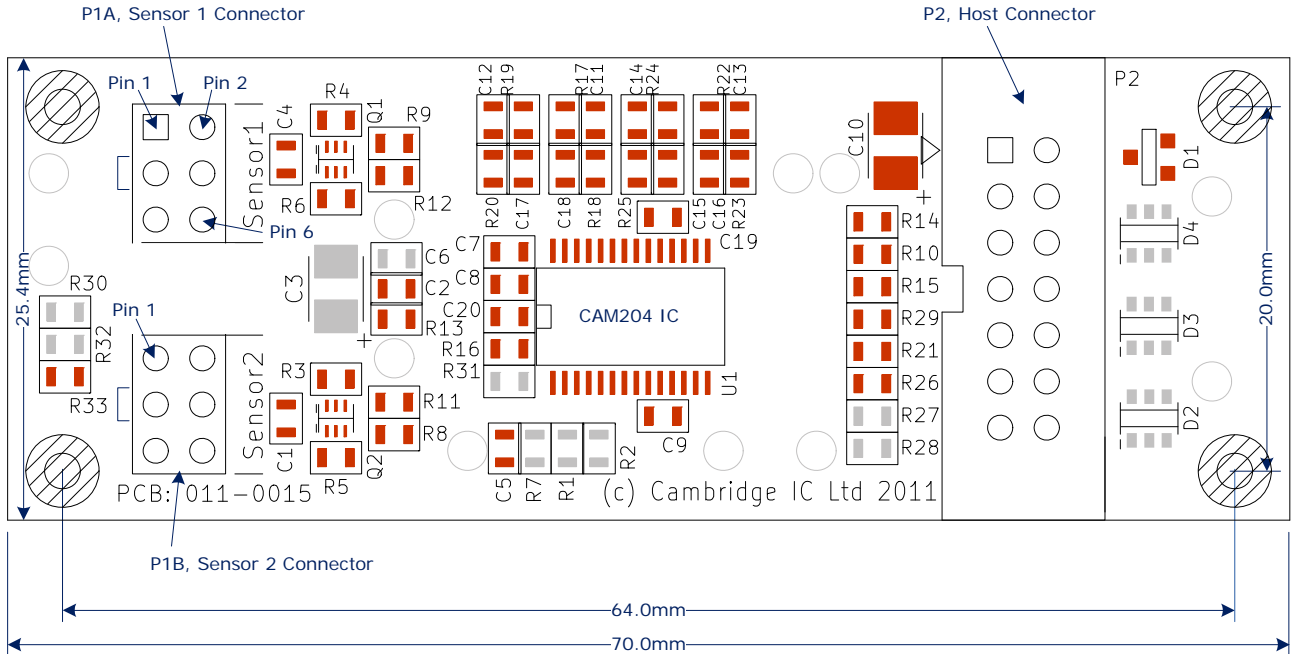 P1A, Sensor 1 Connector
P2, Host Connector
Pin 1
Pin 2
Pin 6
Sensor1
C4
R4
Q1
R9
R6
R12
C12
R19
R17
C11
C14
R24
R22
C13
R20
C17
C18
R18
R25
C15
C16
R23
C19
C10
+
P2
D1
D4
D3
D2
R14
R10
R15
R29
R21
R26
R27
R28
25.4mm
20.0mm
R30
R32
R33
Pin 1
C3
+
C6
C2
R13
C7
C8
C20
R16
R31
CAM204 IC
U1
Sensor2
R3
C1
R11
R8
R5
Q2
C5
R7
R1
R2
C9
PCB: 011-0015
(c) Cambridge IC Ltd 2011
P1B, Sensor 2 Connector
64.0mm
70.0mm